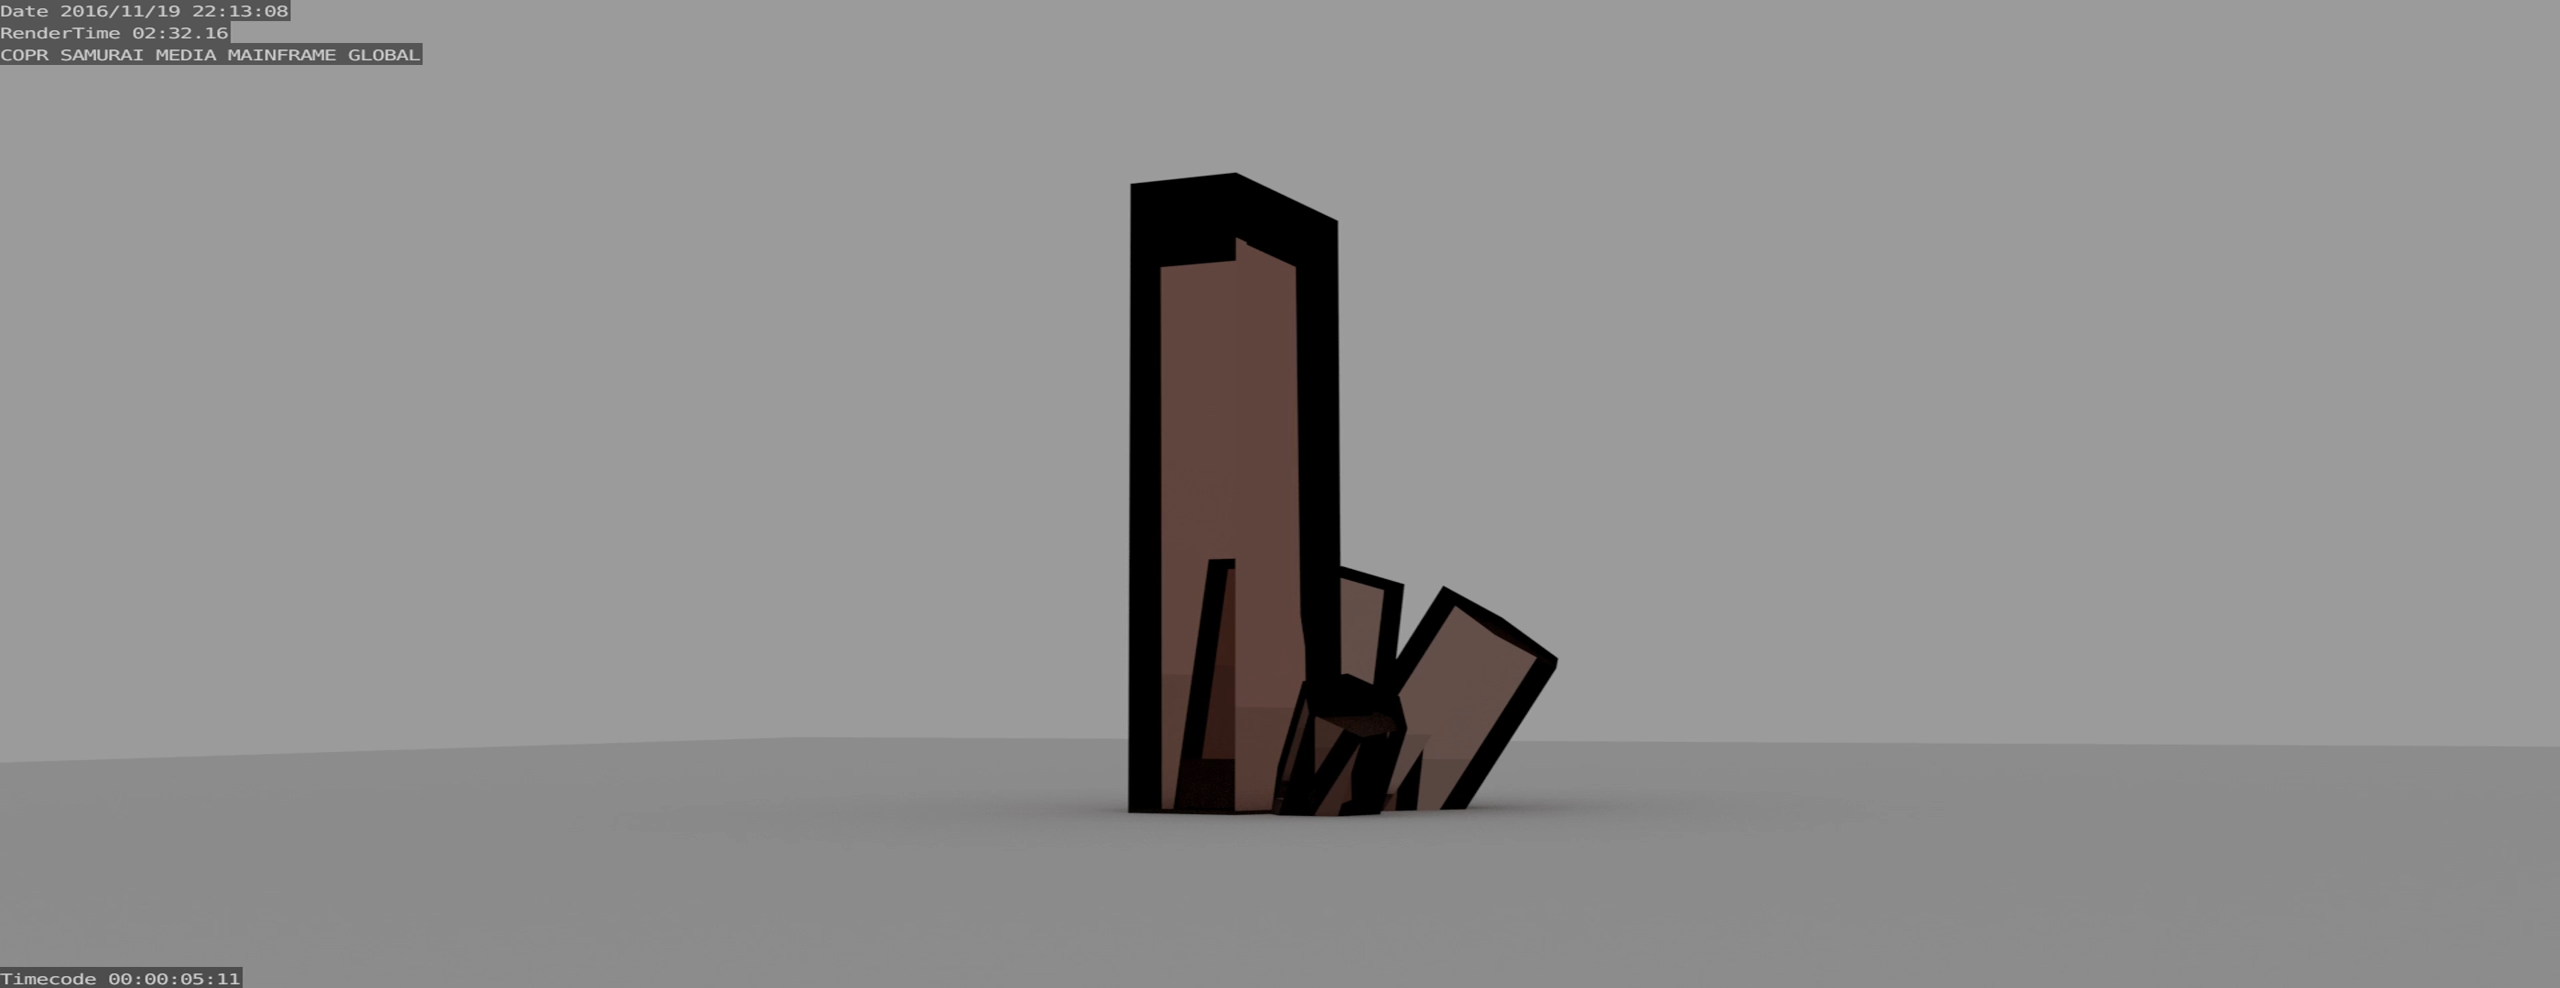 Date 2016/11/19 22:13:08
RenderTime 02:32.16
COPR SAMURAI MEDIA MAINFRAME GLOBAL
Timecode 00:00:05:11